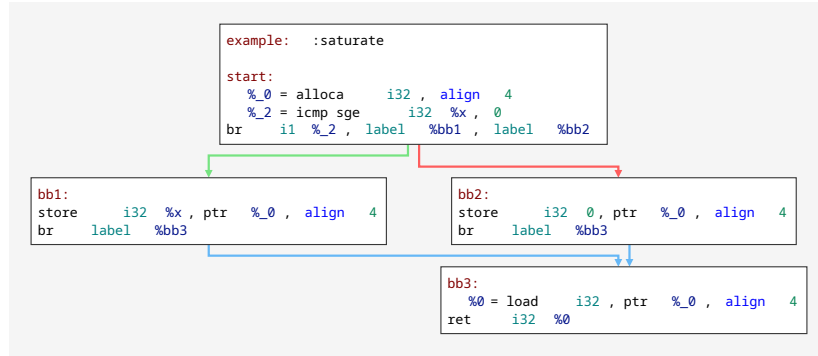 example: :saturate
start:
%_0 = alloca i32 , align 4
%_2 = icmp sge i32 %x , 0
br i1 %_2 , label %bb1 , label %bb2
bb1:
store i32 %x , ptr %_0 , align 4
br label %bb3
bb2:
store i32 0 , ptr %_0 , align 4
br label %bb3
bb3:
%0 = load i32 , ptr %_0 , align 4
ret i32 %0